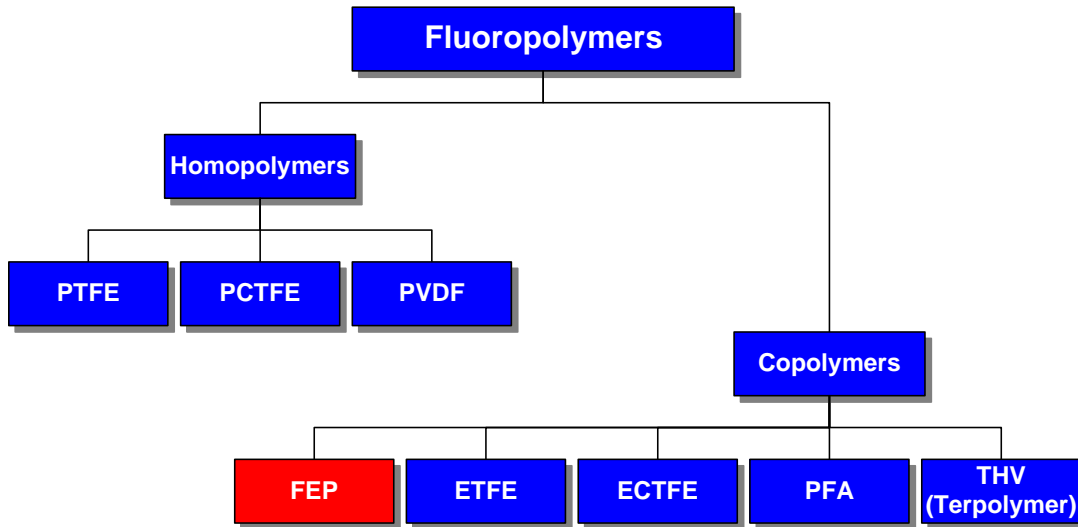 Fluoropolymers
Homopolymers
PTFE
PCTFE
PVDF
Copolymers
FEP
ETFE
ECTFE
PFA
THV
(Terpolymer)